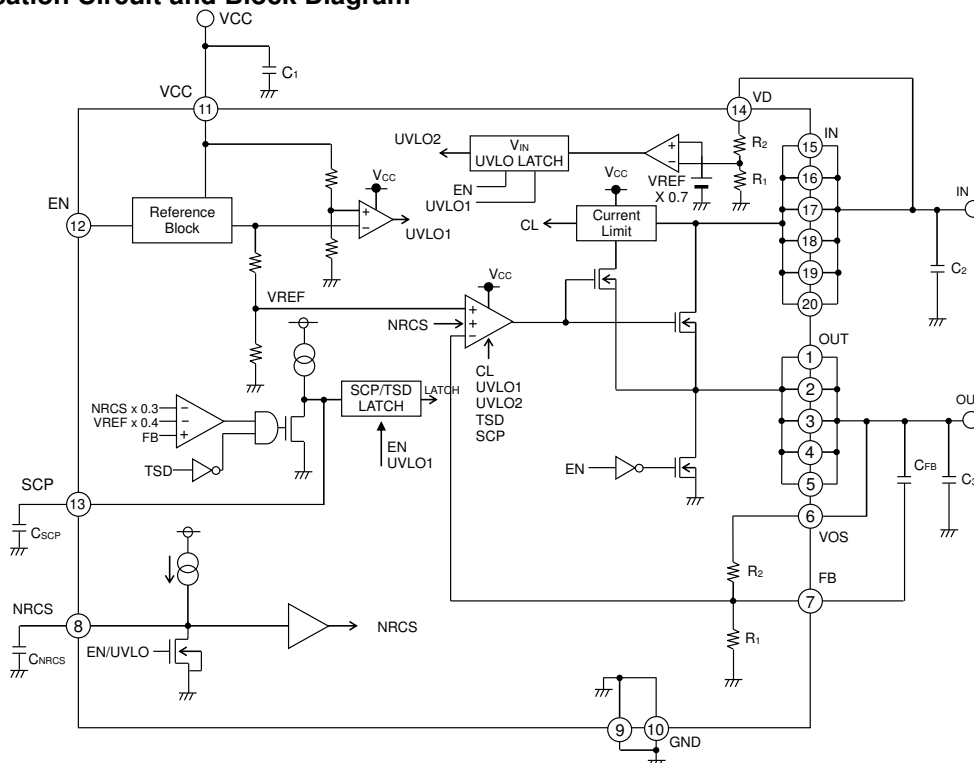 ation Circuit and Block Diagram
VCC
C1
VCC
11
14
VD
UVLO2
VIN
UVLO LATCH
EN
UVLO1
+
−
VREF
X 0.7
R2
R1
IN
15
16
17
18
19
20
IN
C2
EN
12
Reference
Block
VCC
+
−
UVLO1
VCC
CL
Current
Limit
VREF
VCC
NRCS
+
+
−
CL
UVLO1
UVLO2
TSD
SCP
OUT
1
2
3
4
5
OU
CFB
C3
NRCS x 0.3
VREF x 0.4
FB
−
−
+
TSD
SCP/TSD
LATCH
LATCH
EN
UVLO1
EN
SCP
13
CSCP
6
VOS
R2
FB
7
R1
NRCS
8
CNRCS
EN/UVLO
NRCS
9
10
GND